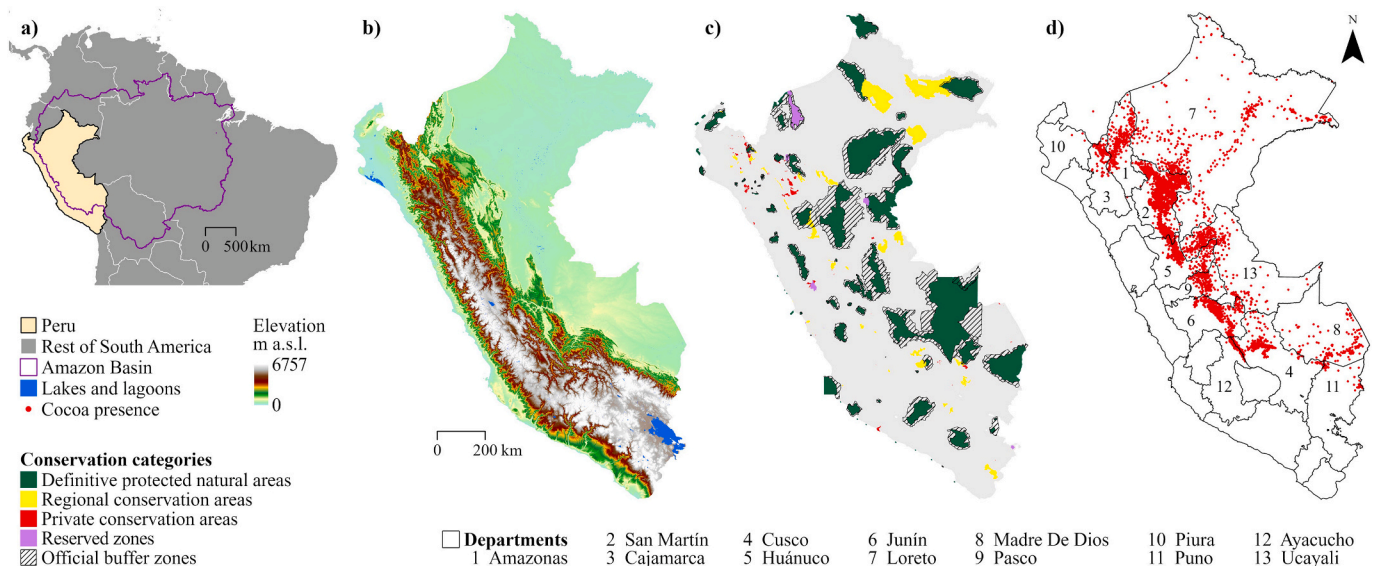 a)
b)
c)
d)
N
0 500 km
Peru
Rest of South America
Amazon Basin
Lakes and lagoons
Cocoa presence
Elevation
m a.s.l.
6757
0
0 200 km
10
7
1
3
2
5
13
9
6
8
4
12
11
Conservation categories
Definitive protected natural areas
Regional conservation areas
Private conservation areas
Reserved zones
Official buffer zones
Departments 2 San Martín 4 Cusco 6 Junín 8 Madre De Dios 10 Piura 12 Ayacucho
1 Amazonas 3 Cajamarca 5 Huánuco 7 Loreto 9 Pasco 11 Puno 13 Ucayali